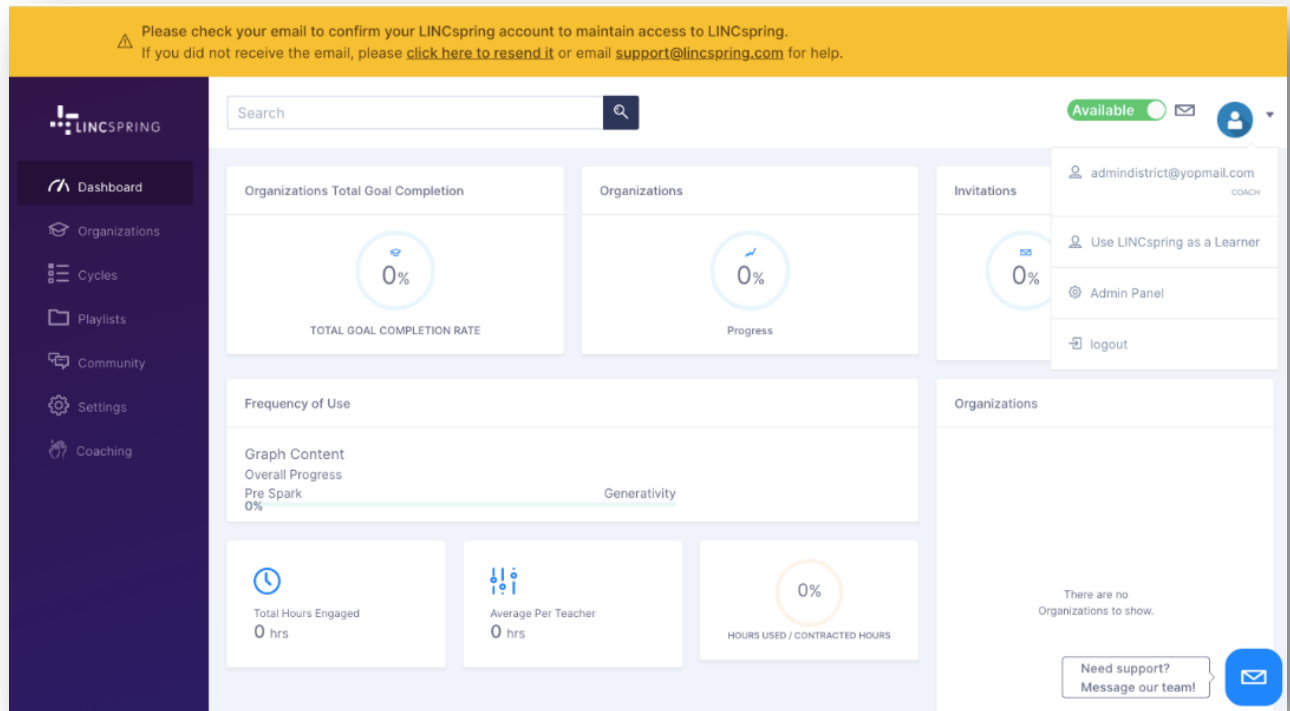 Please check your email to confirm your LINCspring account to maintain access to LINCspring.
If you did not receive the email, please click here to resend it or email support@lincspring.com for help.
LINCSPRING
Search
Available
Dashboard
Organizations
Cycles
Playlists
Community
Settings
Coaching
admindistrict@yopmail.com
COACH
Use LINCspring as a Learner
Admin Panel
logout
Organizations Total Goal Completion
0%
TOTAL GOAL COMPLETION RATE
Organizations
0%
Progress
Invitations
0%
Frequency of Use
Graph Content
Overall Progress
Pre Spark Generativity
0%
Organizations
There are no
Organizations to show.
Total Hours Engaged
0 hrs
Average Per Teacher
0 hrs
0%
HOURS USED / CONTRACTED HOURS
Need support?
Message our team!